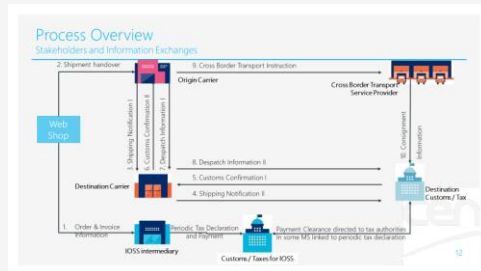 Process Overview
Stakeholders and Information Exchanges
2. Shipment handover
9. Cross Border Transport Instruction
Origin Carrier
Cross Border Transport
Service Provider
Web
Shop
3. Shipping Notification I
6. Customs Confirmation II
7. Despatch Information I
10. Consignment
Information
8. Despatch Information II
5. Customs Confirmation I
4. Shipping Notification II
Destination Carrier
Destination
Customs / Tax
1. Order & Invoice
Information
Periodic Tax Declaration
and Payment
Payment Clearance directed to tax authorities
in some MS linked to periodic tax declaration
IOSS intermediary
Customs / Taxes for IOSS
12